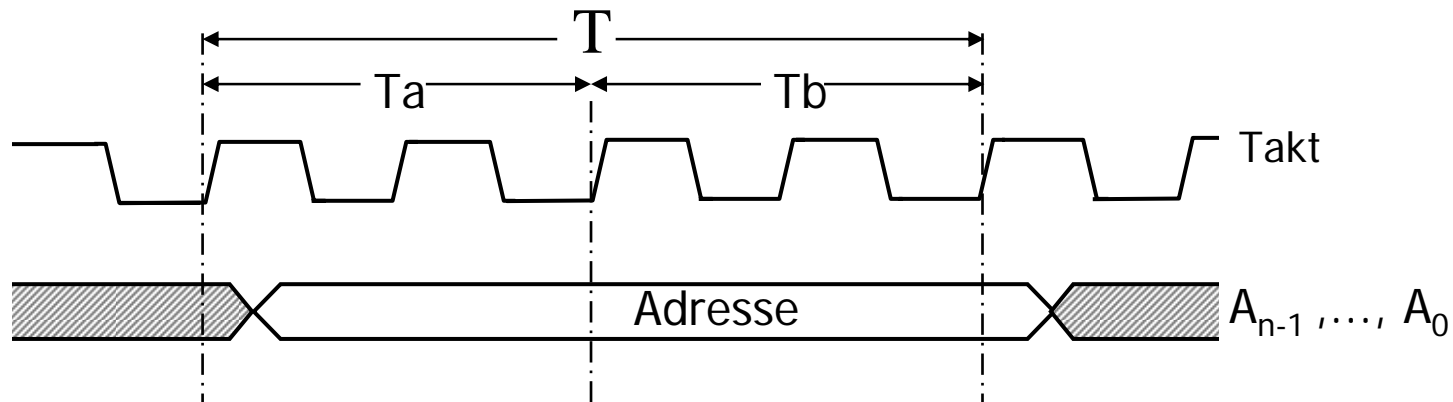 T
Ta Tb
Takt
Adresse
Aₙ₋₁ ,..., A₀